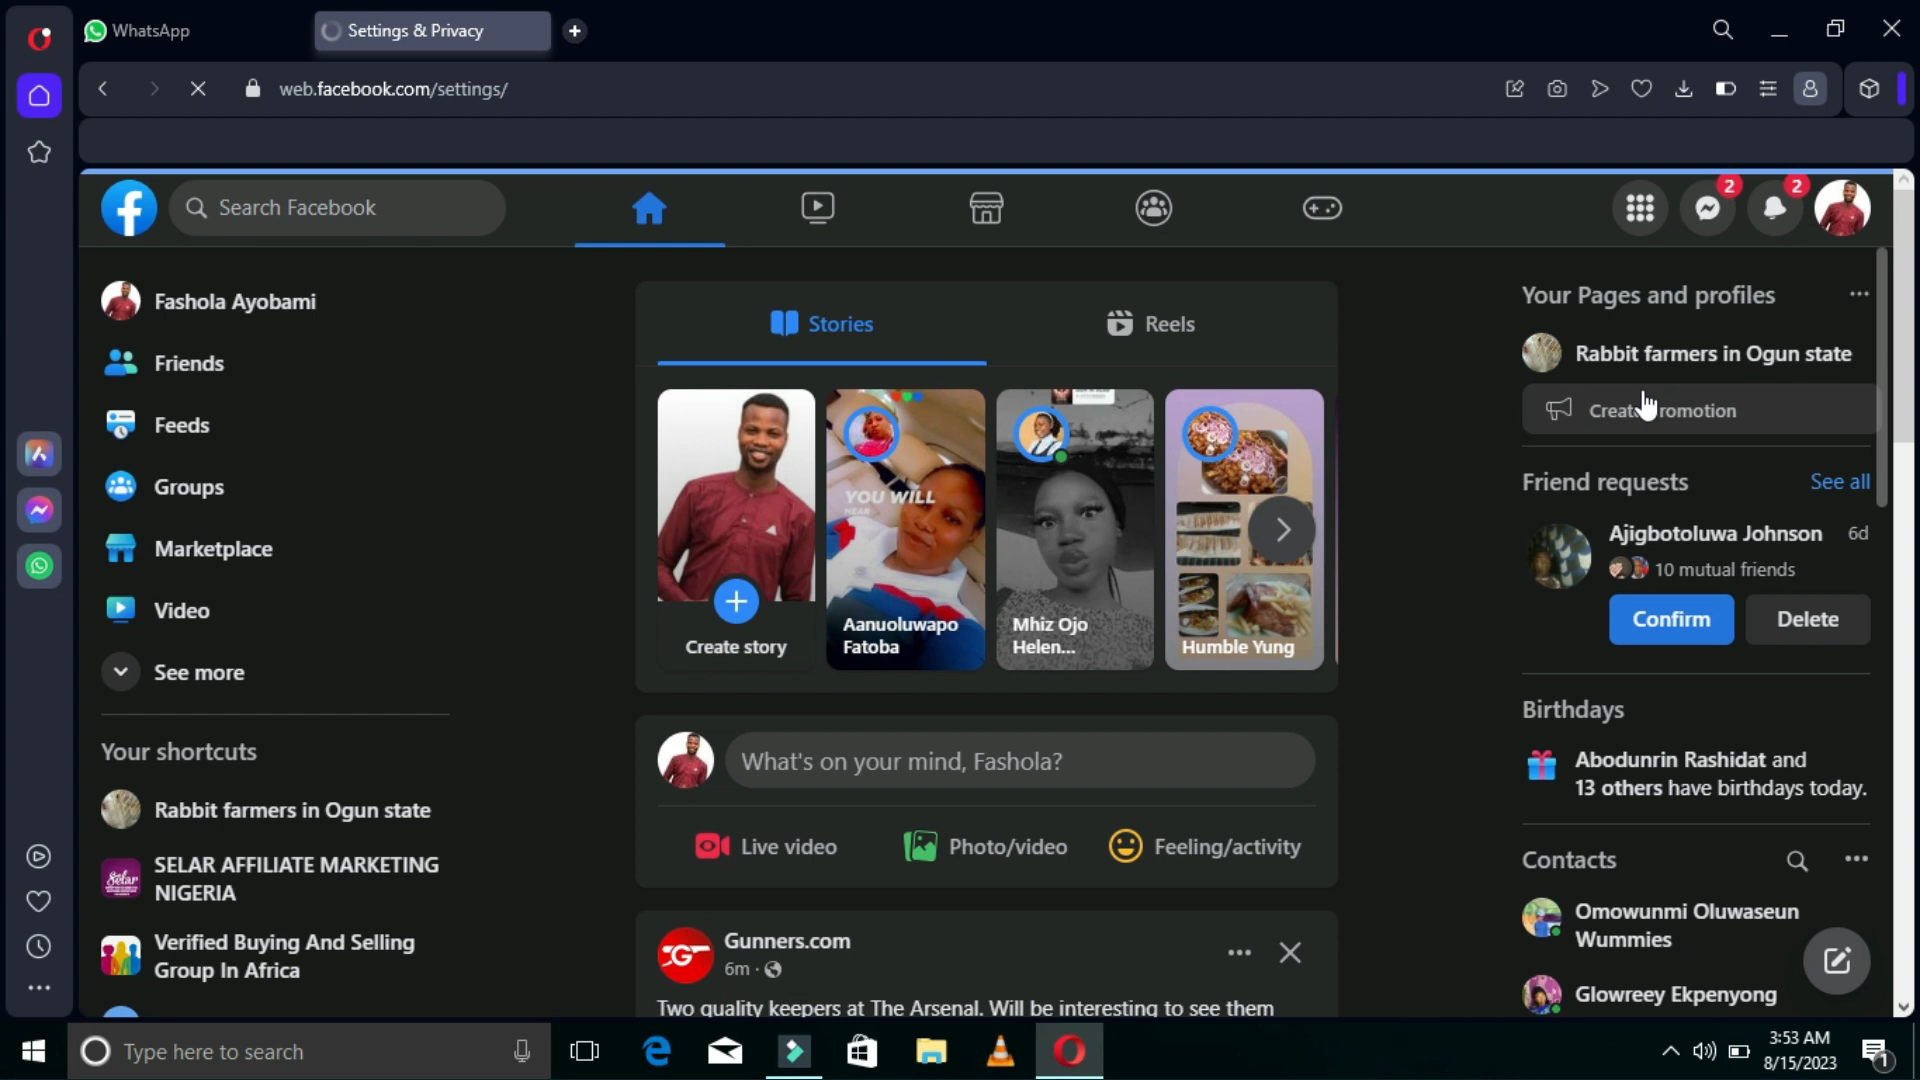 WhatsApp
Settings & Privacy
web.facebook.com/settings/
Search Facebook
2
2
Fashola Ayobami
Friends
Feeds
Groups
Marketplace
Video
See more
Your shortcuts
Rabbit farmers in Ogun state
SELAR AFFILIATE MARKETING
NIGERIA
Verified Buying And Selling
Group In Africa
Stories
Reels
YOU WILL
HEAR
Create story
Aanuoluwapo
Fatoba
Mhiz Ojo
Helen...
Humble Yung
What's on your mind, Fashola?
Live video
Photo/video
Feeling/activity
Gunners.com
6m ·
Two quality keepers at The Arsenal. Will be interesting to see them
Your Pages and profiles
Rabbit farmers in Ogun state
Create promotion
Friend requests
See all
Ajigbotoluwa Johnson
6d
10 mutual friends
Confirm
Delete
Birthdays
Abodunrin Rashidat and
13 others have birthdays today.
Contacts
Omowunmi Oluwaseun
Wummies
Glowreey Ekpenyong
Type here to search
3:53 AM
8/15/2023
1